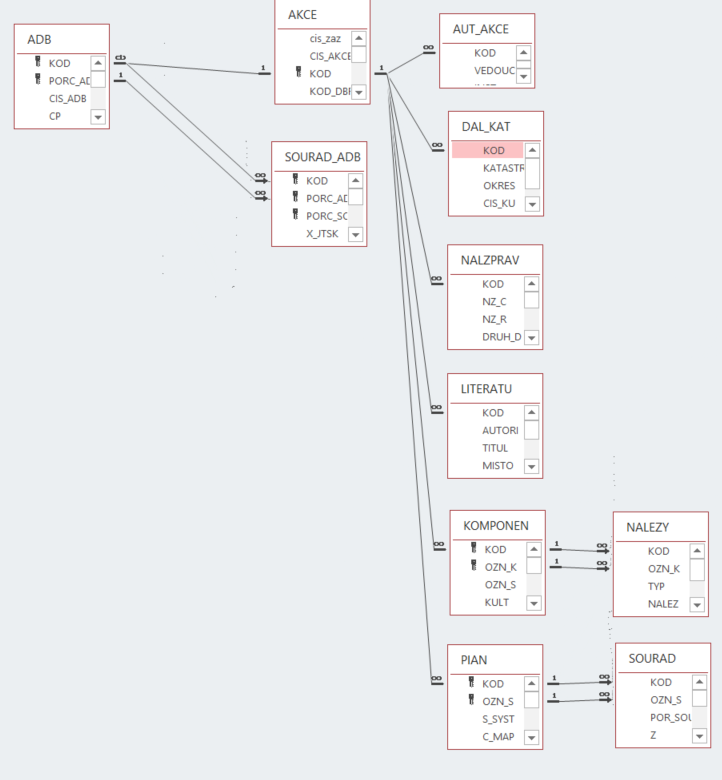 ADB
KOD
PORC_AD
CIS_ADB
CP
AKCE
cis_zaz
CIS_AKCE
KOD
KOD_DBF
AUT_AKCE
KOD
VEDOUC
SOURAD_ADB
KOD
PORC_AD
PORC_SC
X_JTSK
DAL_KAT
KOD
KATASTR
OKRES
CIS_KU
NALZPRAV
KOD
NZ_C
NZ_R
DRUH_D
LITERATU
KOD
AUTORI
TITUL
MISTO
KOMPONEN
KOD
OZN_K
OZN_S
KULT
NALEZY
KOD
OZN_K
TYP
NALEZ
PIAN
KOD
OZN_S
S_SYST
C_MAP
SOURAD
KOD
OZN_S
POR_SOU
Z
1
1
1
1
1
1
1
∞
∞
∞
∞
∞
∞
∞
∞
∞
∞
∞
∞